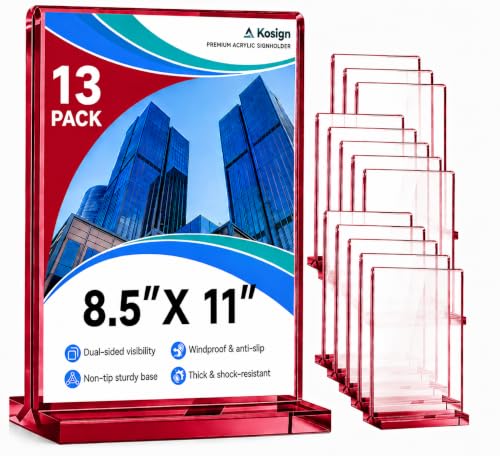 Kosign
PREMIUM ACRYLIC SIGNHOLDER
13
PACK
8.5”X 11”
Dual-sided visibility
Windproof & anti-slip
Non-tip sturdy base
Thick & shock-resistant